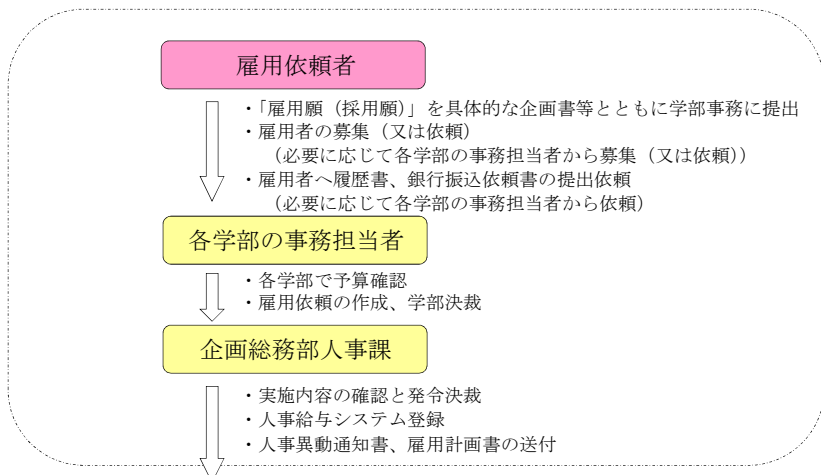 雇用依頼者
・「雇用願（採用願）」を具体的な企画書等とともに学部事務に提出
・雇用者の募集（又は依頼）
（必要に応じて各学部の事務担当者から募集（又は依頼））
・雇用者へ履歴書、銀行振込依頼書の提出依頼
（必要に応じて各学部の事務担当者から依頼）
各学部の事務担当者
・各学部で予算確認
・雇用依頼の作成、学部決裁
企画総務部人事課
・実施内容の確認と発令決裁
・人事給与システム登録
・人事異動通知書、雇用計画書の送付